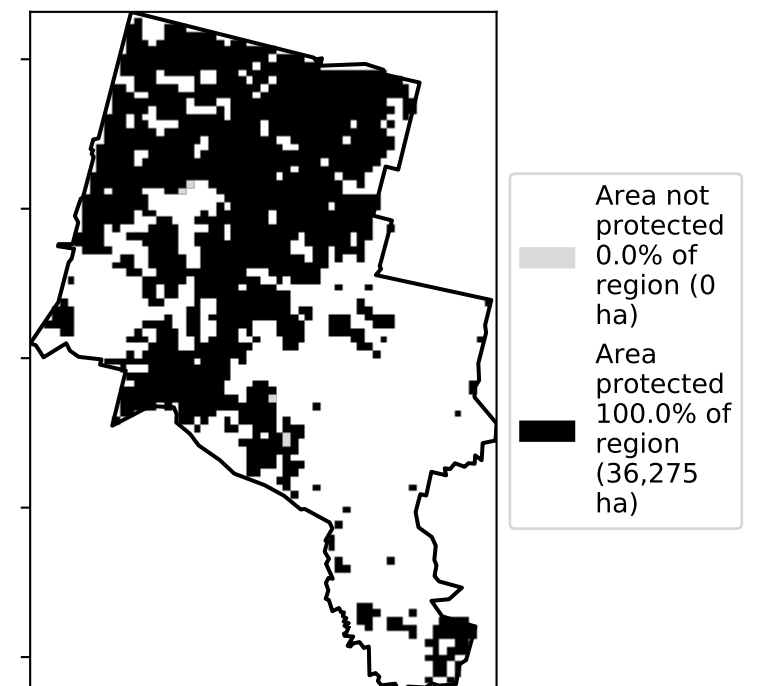 Area not
protected
0.0% of
region (0
ha)
Area
protected
100.0% of
region
(36,275
ha)